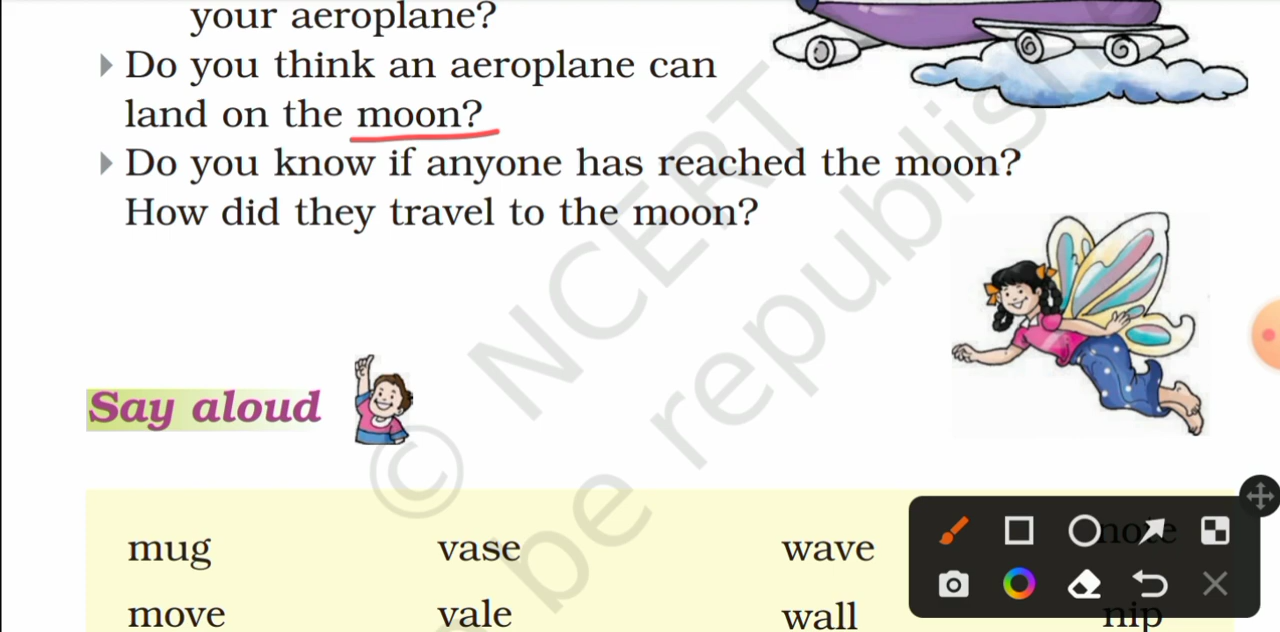 your aeroplane?
Do you think an aeroplane can
land on the moon?
Do you know if anyone has reached the moon?
How did they travel to the moon?
Say aloud
mug vase wave note
move vale wall nip
© NCERT
be republishe